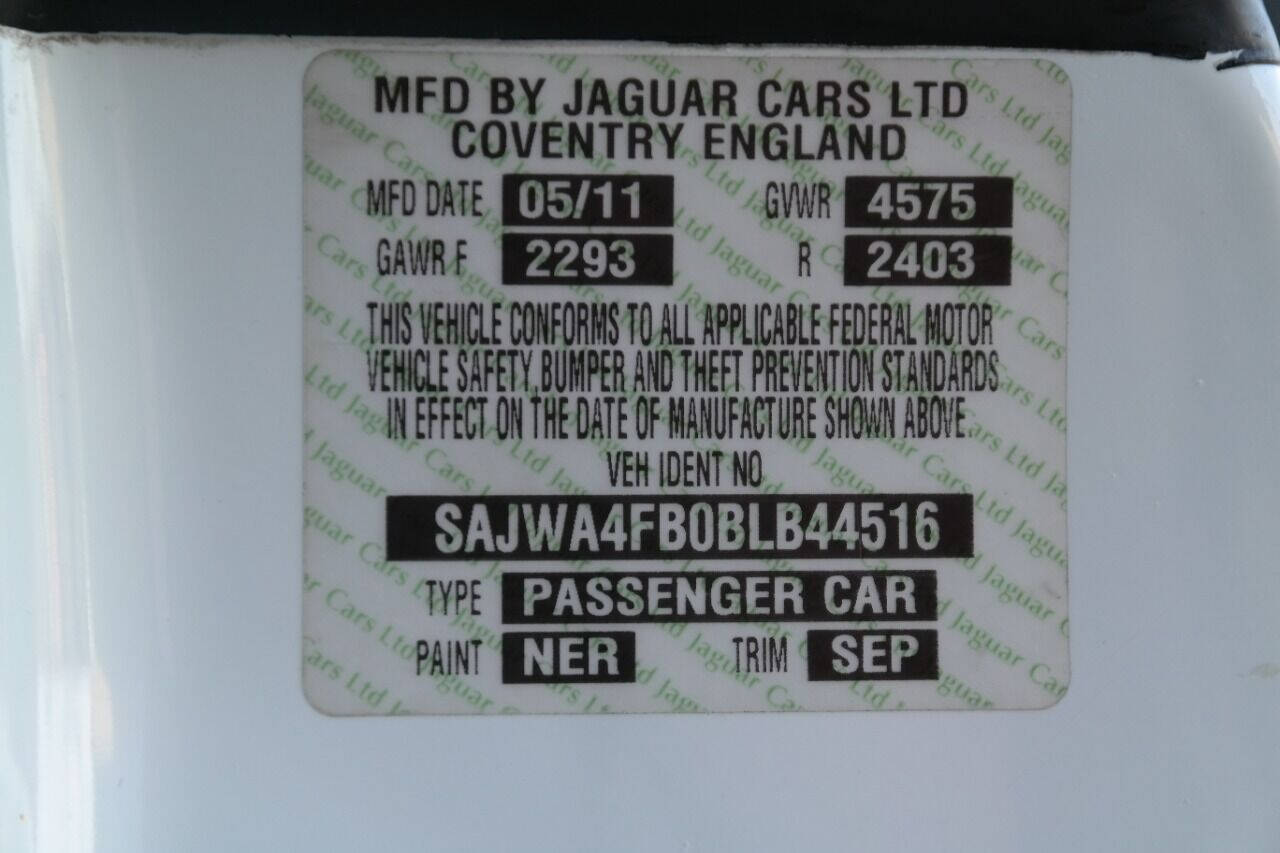 MFD BY JAGUAR CARS LTD
COVENTRY ENGLAND
MFD DATE 05/11 GVWR 4575
GAWR F 2293 R 2403
THIS VEHICLE CONFORMS TO ALL APPLICABLE FEDERAL MOTOR
VEHICLE SAFETY, BUMPER AND THEFT PREVENTION STANDARDS
IN EFFECT ON THE DATE OF MANUFACTURE SHOWN ABOVE
VEH IDENT NO
SAJWA4FB0BLB44516
TYPE PASSENGER CAR
PAINT NER TRIM SEP